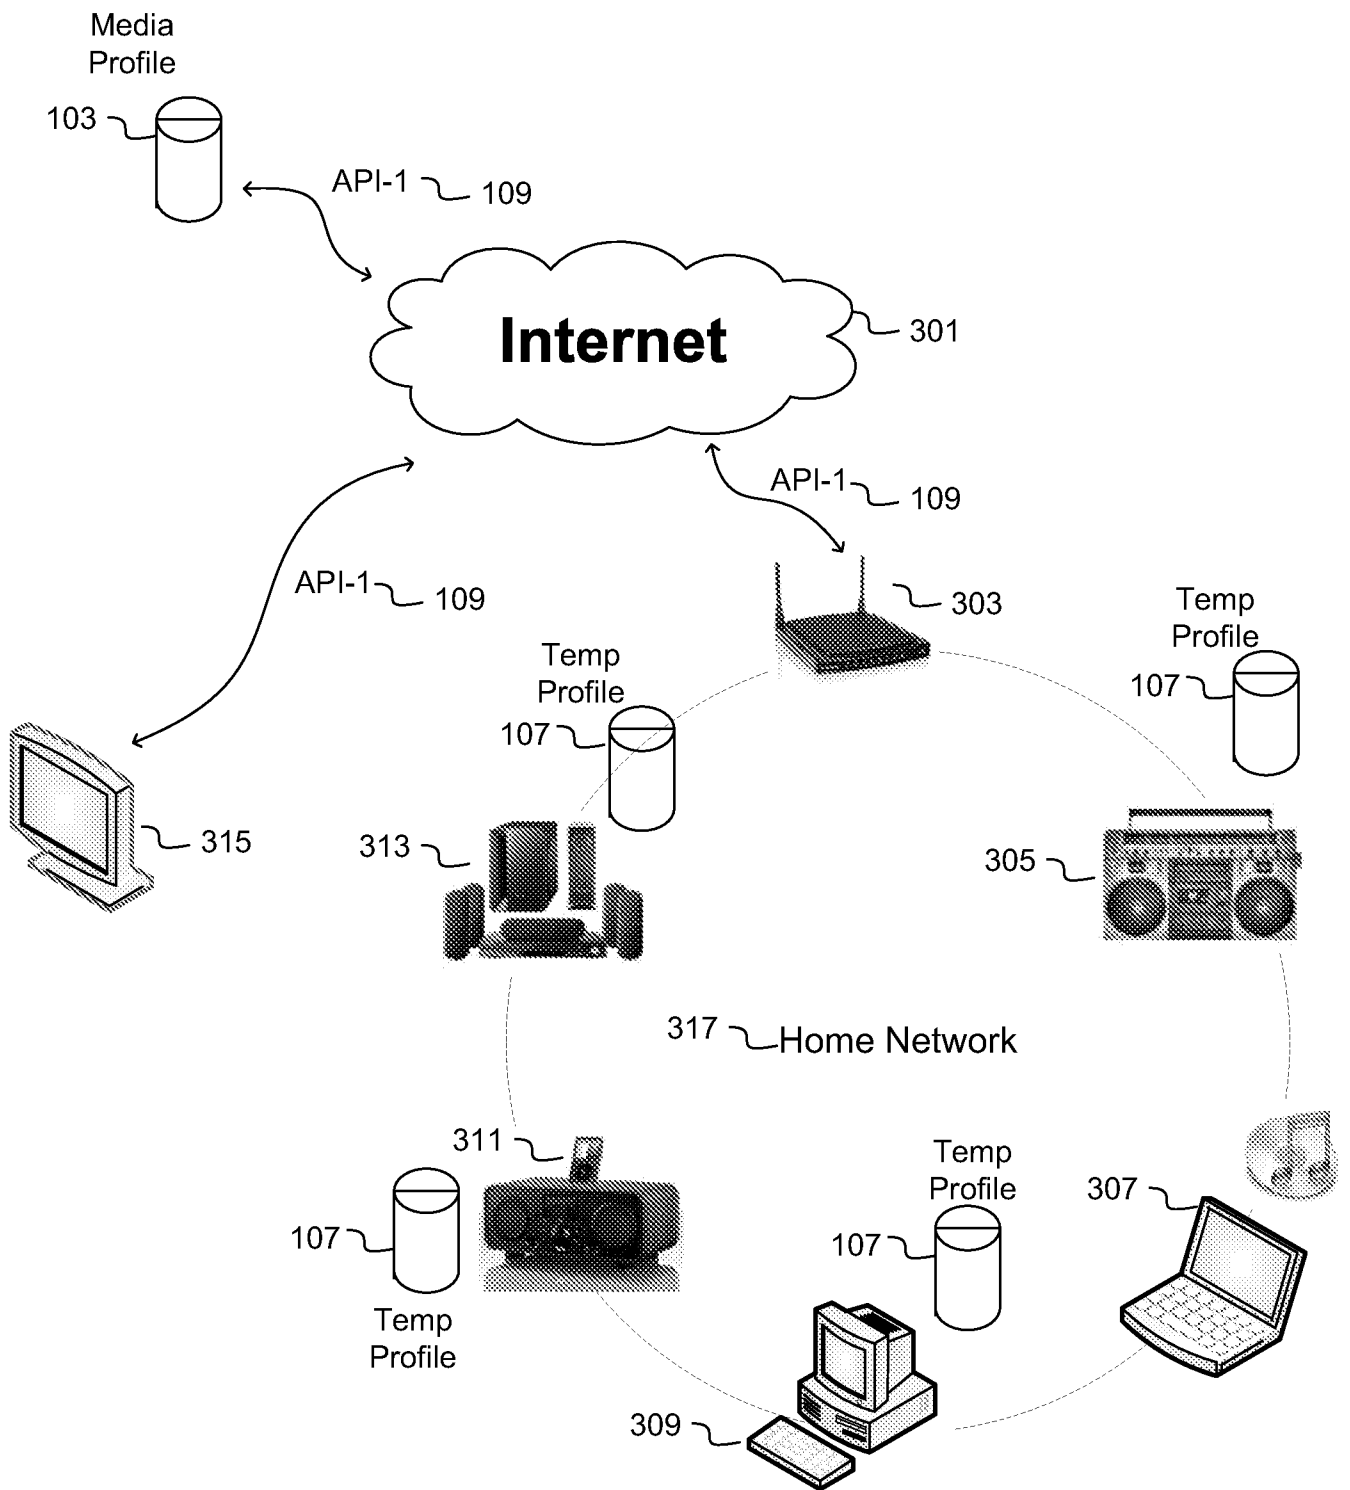 Media
Profile
103
API-1
109
Internet
301
API-1
109
API-1
109
303
Temp
Profile
107
Temp
Profile
107
315
313
305
317
Home Network
311
Temp
Profile
307
107
107
Temp
Profile
309